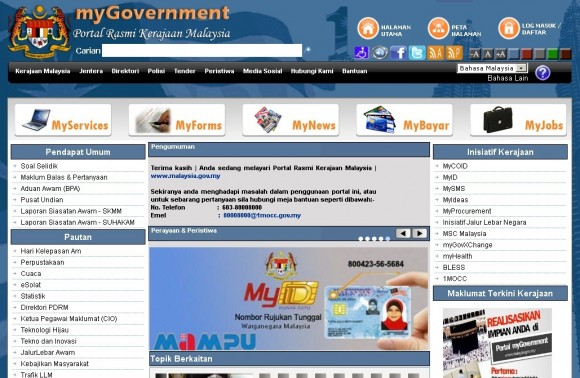 myGovernment
Portal Rasmi Kerajaan Malaysia
HALAMAN UTAMA
PETA HALAMAN
LOG MASUK / DAFTAR
Carian
Kerajaan Malaysia Jentera Direktori Polisi Tender Peristiwa Media Sosial Hubungi Kami Bantuan
Bahasa Malaysia
Bahasa Lain
MyServices
MyForms
MyNews
MyBayar
MyJobs
Pendapat Umum
Soal Selidik
Maklum Balas & Pertanyaan
Aduan Awam (BPA)
Pusat Undian
Laporan Siasatan Awam - SKMM
Laporan Siasatan Awam - SUHAKAM
Pautan
Hari Kelepasan Am
Perpustakaan
Cuaca
eSolat
Statistik
Direktori PDRM
Ketua Pegawai Maklumat (CIO)
Teknologi Hijau
Tekno dan Inovasi
JalurLebar Awam
Kebajikan Masyarakat
Trafik LLM
Pengumuman
Terima kasih | Anda sedang melayari Portal Rasmi Kerajaan Malaysia |
www.malaysia.gov.my
Sekiranya anda menghadapi masalah dalam penggunaan portal ini, atau
untuk sebarang pertanyaan sila hubungi meja bantuan seperti dibawah:-
No. Telefon : 603-80008000
Emel : 80008000@1mocc.gov.my
Perayaan & Peristiwa
800423-56-5684
MyID
Nombor Rujukan Tunggal
Warganegara Malaysia
MAMPU
Topik Berkaitan
Inisiatif Kerajaan
MyCOID
MyID
MySMS
MyIdeas
MyProcurement
Inisiatif Jalur Lebar Negara
MSC Malaysia
myGovXChange
myHealth
BLESS
1MOCC
Maklumat Terkini Kerajaan
REALISASIKAN
IMPIAN ANDA di
Portal myGovernment
Pertama: